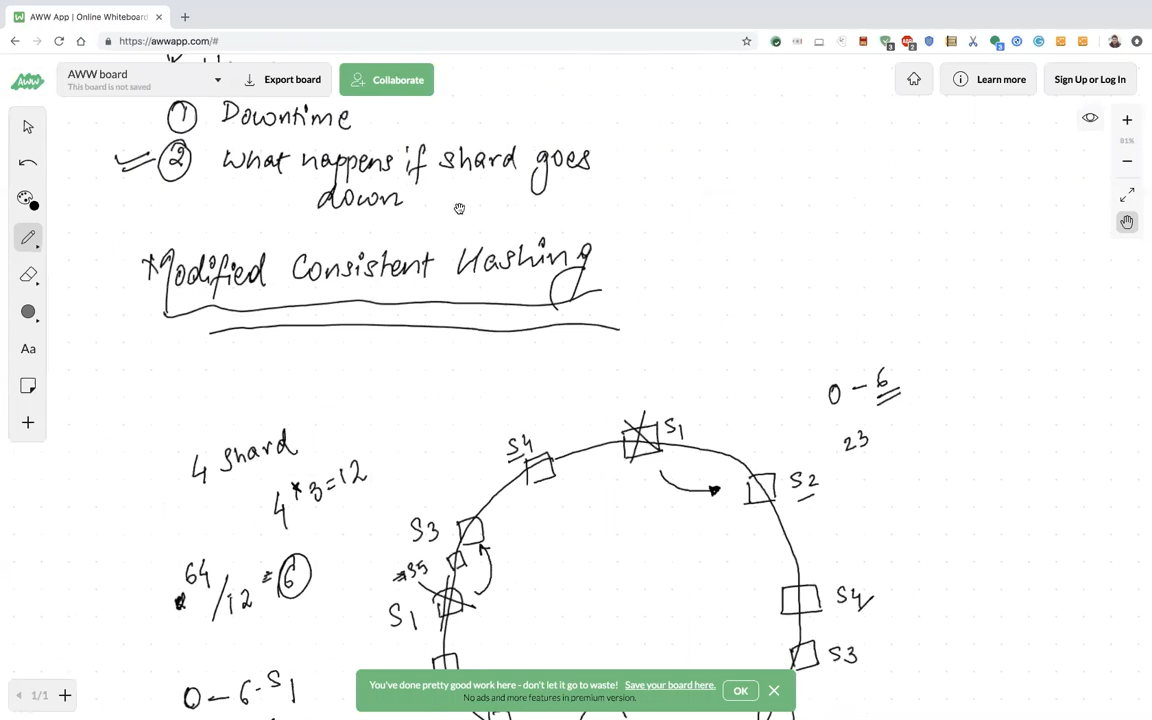 AWW App | Online Whiteboard
https://awwapp.com/#
AWW board
This board is not saved
Export board
Collaborate
Learn more
Sign Up or Log In
81%
1 Downtime
2 What happens if shard goes
down
*Modified Consistent Hashing
0 - 6
23
4 shard
4*3=12
64/12 = 6
0 - 6 - S1
S4
S1
S2
S3
S5
S1
S4
S3
Aa
1/1
You've done pretty good work here - don't let it go to waste! Save your board here.
No ads and more features in premium version.
OK